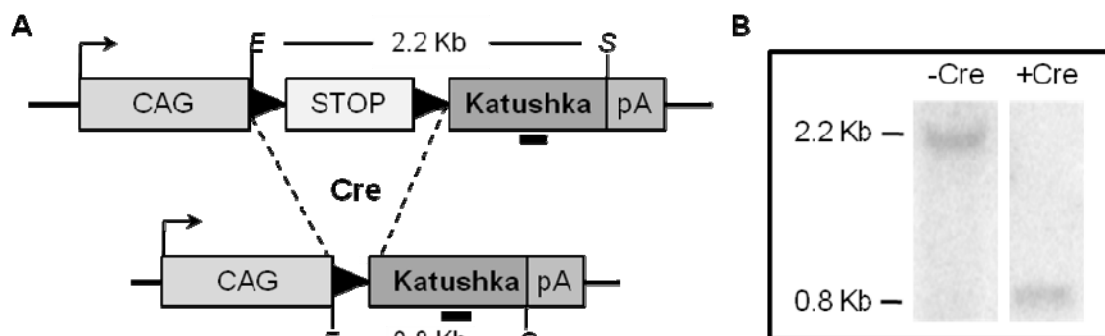 A
E 2.2 Kb S
CAG STOP Katushka pA
Cre
CAG Katushka pA
B
-Cre +Cre
2.2 Kb
0.8 Kb